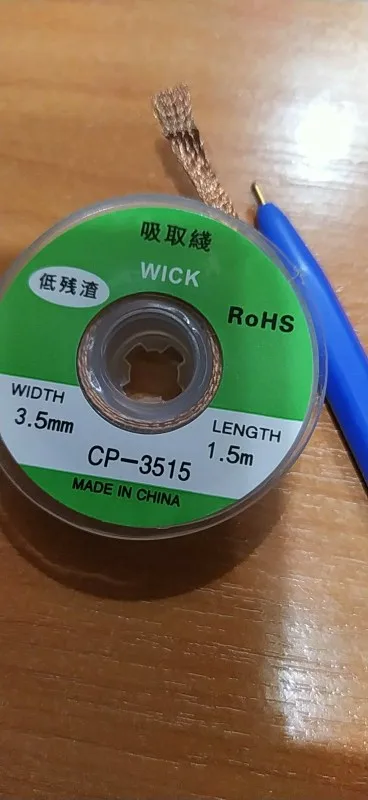 吸取綫
WICK
低残渣
RoHS
WIDTH
3.5mm
LENGTH
1.5m
CP-3515
MADE IN CHINA